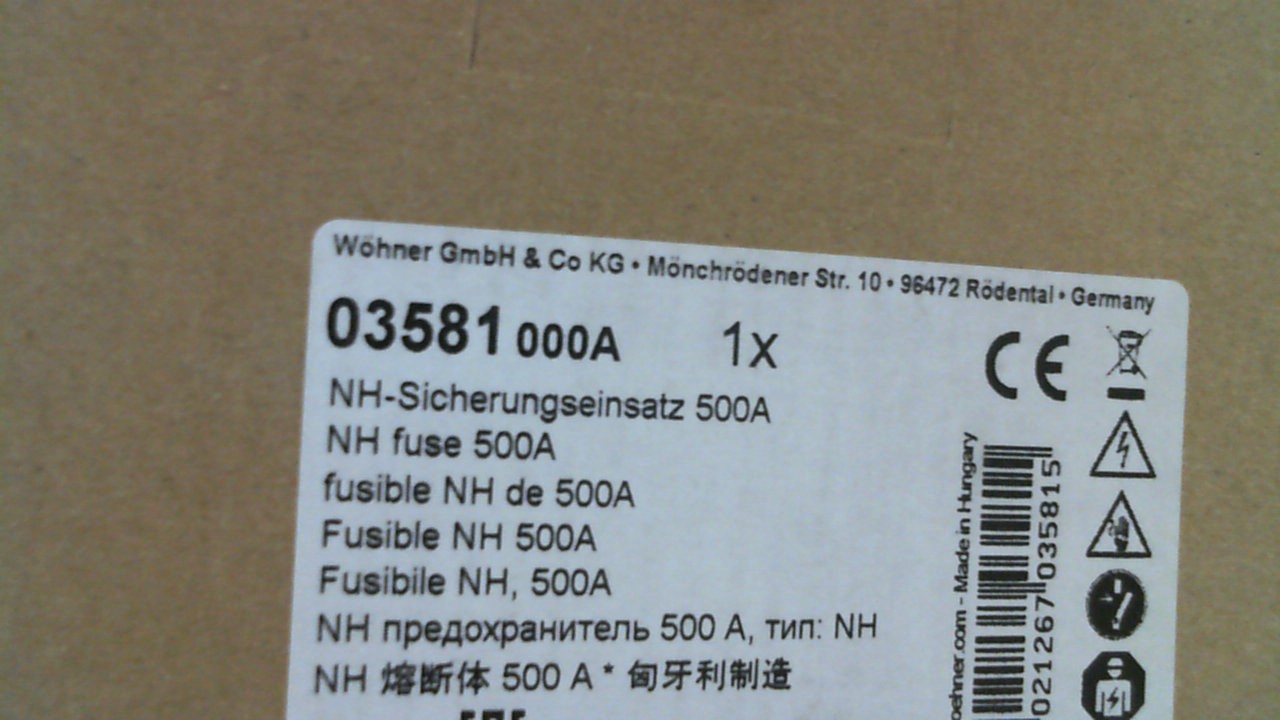 Wöhner GmbH & Co KG • Mönchrödener Str. 10 • 96472 Rödental • Germany
03581 000A 1x
CE
NH-Sicherungseinsatz 500A
NH fuse 500A
fusible NH de 500A
Fusible NH 500A
Fusibile NH, 500A
NH предохранитель 500 A, тип: NH
NH 熔断体 500 A * 匈牙利制造
oehner.com - Made in Hungary
021267 035815